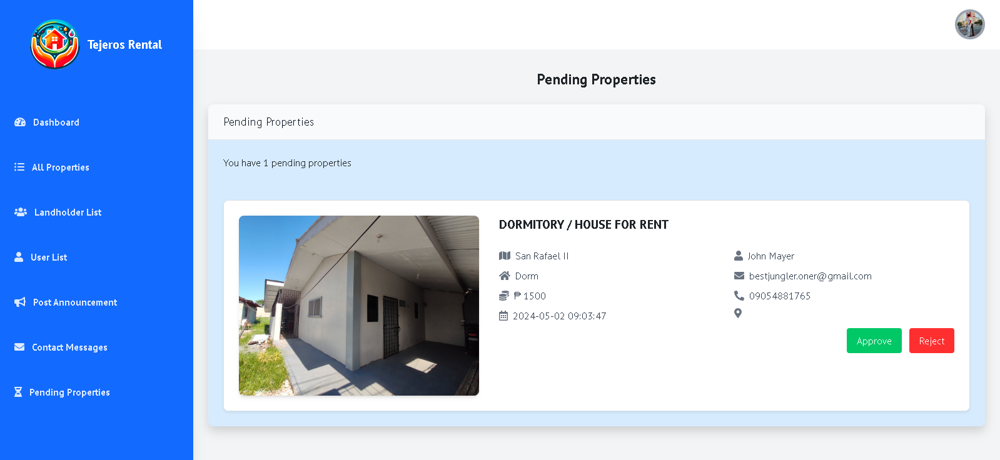 Tejeros Rental
Dashboard
All Properties
Landholder List
User List
Post Announcement
Contact Messages
Pending Properties
Pending Properties
Pending Properties
You have 1 pending properties
DORMITORY / HOUSE FOR RENT
San Rafael II
Dorm
₱ 1500
2024-05-02 09:03:47
John Mayer
bestjungler.oner@gmail.com
09054881765
Approve
Reject